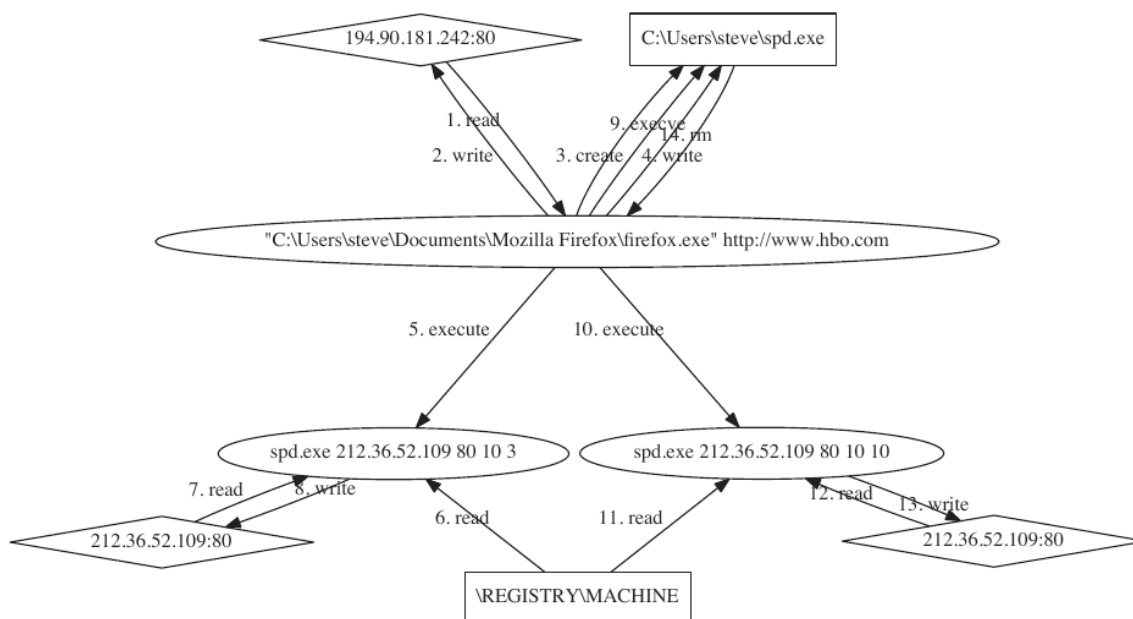 194.90.181.242:80
C:\Users\steve\spd.exe
1. read
9. execve
14. rm
2. write
3. create
4. write
"C:\Users\steve\Documents\Mozilla Firefox\firefox.exe" http://www.hbo.com
5. execute
10. execute
spd.exe 212.36.52.109 80 10 3
spd.exe 212.36.52.109 80 10 10
7. read
8. write
12. read
13. write
6. read
11. read
212.36.52.109:80
212.36.52.109:80
\REGISTRY\MACHINE